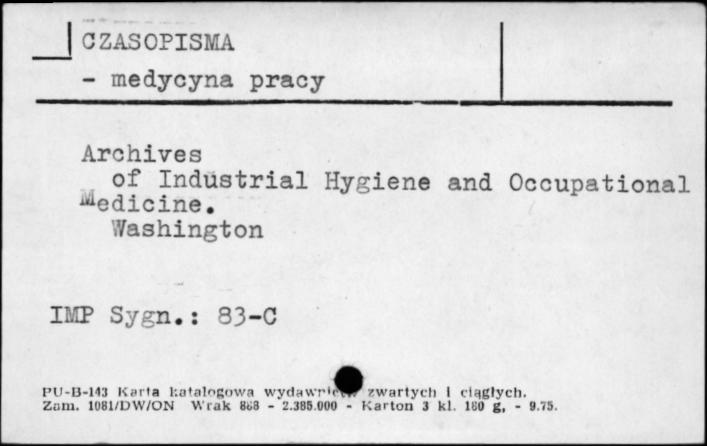 CZASOPISMA
- medycyna pracy
Archives
of Industrial Hygiene and Occupational
Medicine.
Washington
IMP Sygn.: 83-C
PU-B-143 Karta katalogowa wydawnictw zwartych i ciągłych.
Zam. 1081/DW/ON Wrak 868 - 2.385.000 - Karton 3 kl. 180 g, - 9.75.